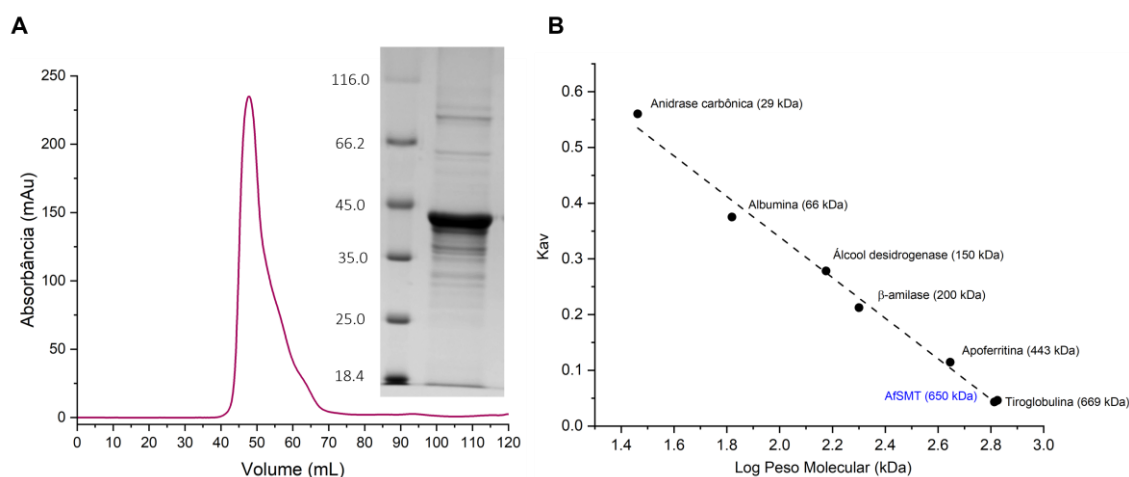 A
250
200
150
100
50
0
Absorbância (mAu)
0 10 20 30 40 50 60 70 80 90 100 110 120
Volume (mL)
116.0
66.2
45.0
35.0
25.0
18.4
B
0.6
0.5
0.4
0.3
0.2
0.1
0.0
Kav
Anidrase carbônica (29 kDa)
Albumina (66 kDa)
Álcool desidrogenase (150 kDa)
β-amilase (200 kDa)
Apoferritina (443 kDa)
AfSMT (650 kDa)
Tiroglobulina (669 kDa)
1.4 1.6 1.8 2.0 2.2 2.4 2.6 2.8 3.0
Log Peso Molecular (kDa)